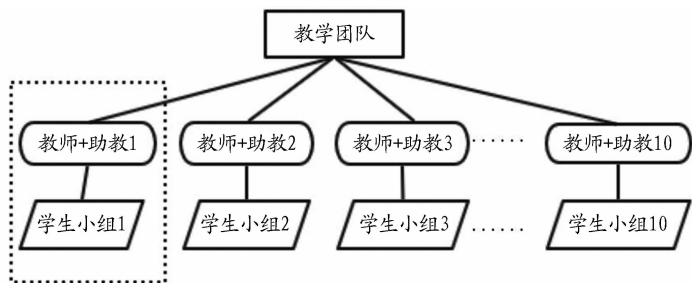 教学团队
教师+助教1 教师+助教2 教师+助教3 ······ 教师+助教10
学生小组1 学生小组2 学生小组3 ······ 学生小组10